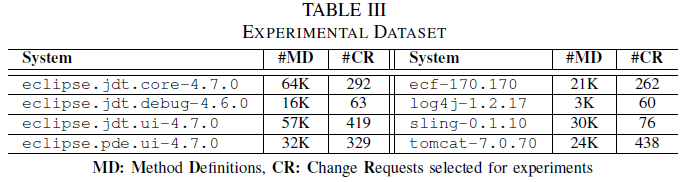 TABLE III
EXPERIMENTAL DATASET
System #MD #CR System #MD #CR
eclipse.jdt.core-4.7.0 64K 292 ecf-170.170 21K 262
eclipse.jdt.debug-4.6.0 16K 63 log4j-1.2.17 3K 60
eclipse.jdt.ui-4.7.0 57K 419 sling-0.1.10 30K 76
eclipse.pde.ui-4.7.0 32K 329 tomcat-7.0.70 24K 438
MD: Method Definitions, CR: Change Requests selected for experiments